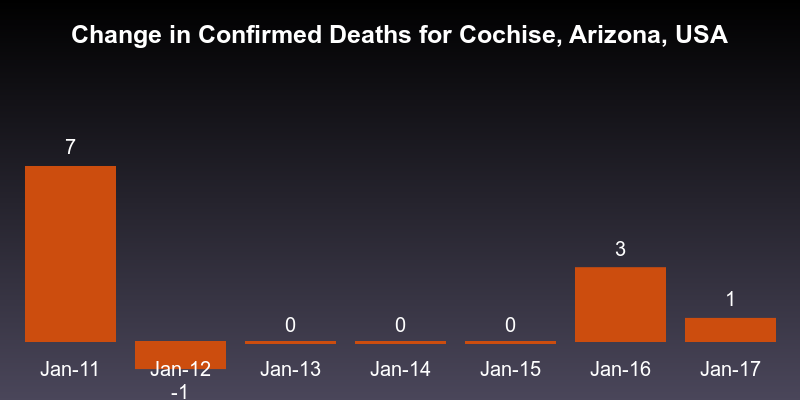 Change in Confirmed Deaths for Cochise, Arizona, USA
7
3
1
0 0 0
Jan-11 Jan-12 Jan-13 Jan-14 Jan-15 Jan-16 Jan-17
-1